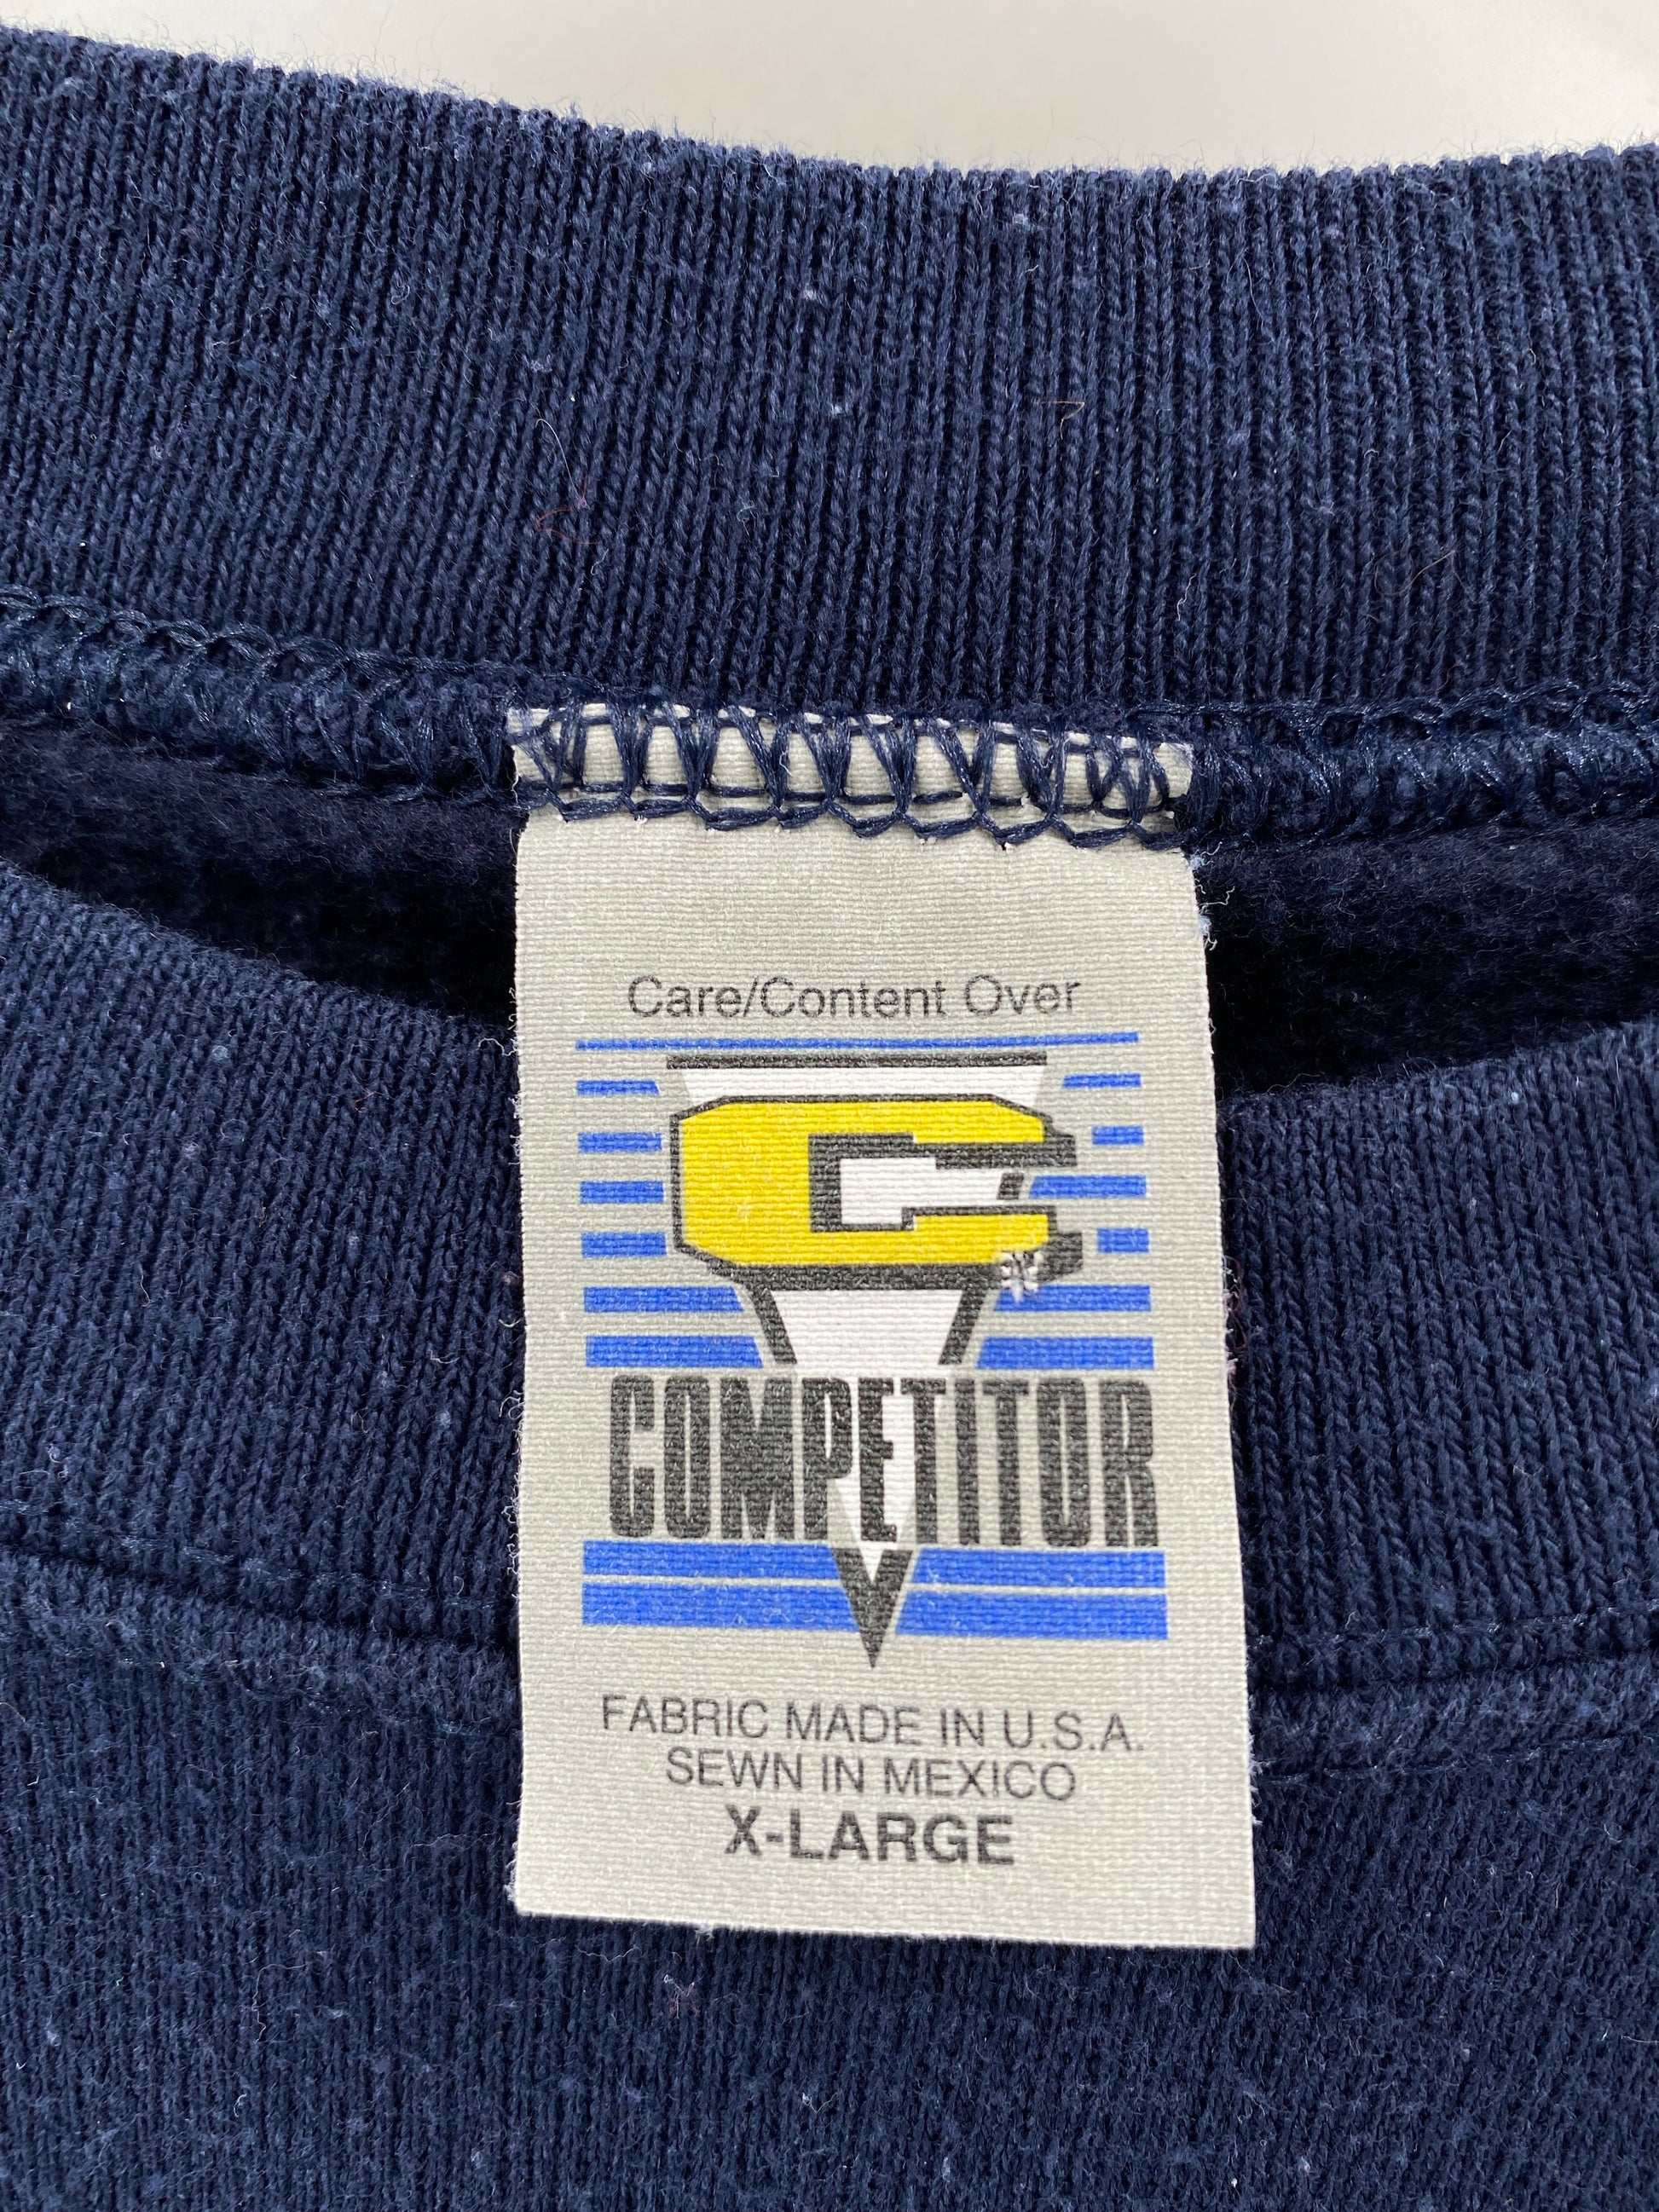 Care/Content Over
C
COMPETITOR
FABRIC MADE IN U.S.A.
SEWN IN MEXICO
X-LARGE